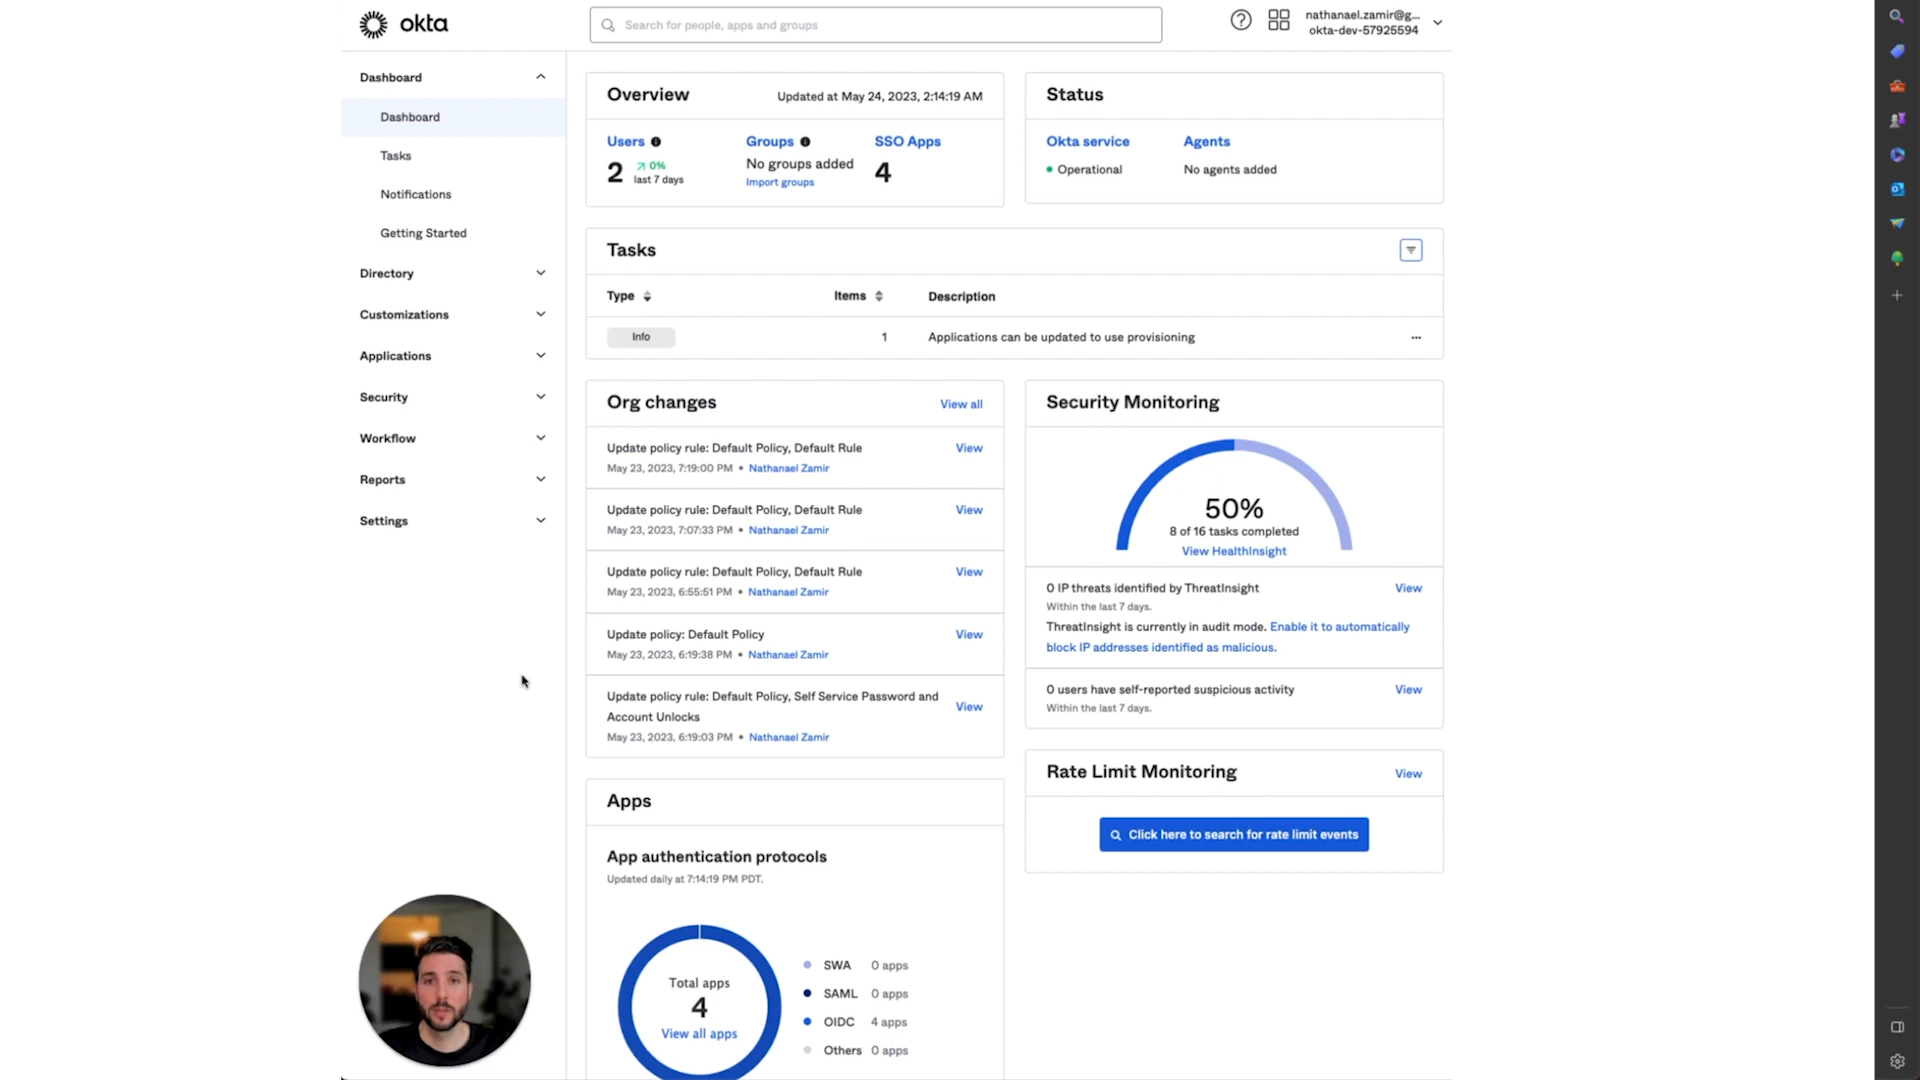 okta
Search for people, apps and groups
nathanael.zamir@g...
okta-dev-57925594
Dashboard
Dashboard
Tasks
Notifications
Getting Started
Directory
Customizations
Applications
Security
Workflow
Reports
Settings
Overview
Updated at May 24, 2023, 2:14:19 AM
Users
2
0%
last 7 days
Groups
No groups added
Import groups
SSO Apps
4
Status
Okta service
Operational
Agents
No agents added
Tasks
Type Items Description
Info 1 Applications can be updated to use provisioning
Org changes
View all
Update policy rule: Default Policy, Default Rule
View
May 23, 2023, 7:19:00 PM • Nathanael Zamir
Update policy rule: Default Policy, Default Rule
View
May 23, 2023, 7:07:33 PM • Nathanael Zamir
Update policy rule: Default Policy, Default Rule
View
May 23, 2023, 6:55:51 PM • Nathanael Zamir
Update policy: Default Policy
View
May 23, 2023, 6:19:38 PM • Nathanael Zamir
Update policy rule: Default Policy, Self Service Password and
Account Unlocks
View
May 23, 2023, 6:19:03 PM • Nathanael Zamir
Security Monitoring
50%
8 of 16 tasks completed
View HealthInsight
0 IP threats identified by ThreatInsight
View
Within the last 7 days.
ThreatInsight is currently in audit mode. Enable it to automatically
block IP addresses identified as malicious.
0 users have self-reported suspicious activity
View
Within the last 7 days.
Rate Limit Monitoring
View
Click here to search for rate limit events
Apps
App authentication protocols
Updated daily at 7:14:19 PM PDT.
Total apps
4
View all apps
SWA 0 apps
SAML 0 apps
OIDC 4 apps
Others 0 apps